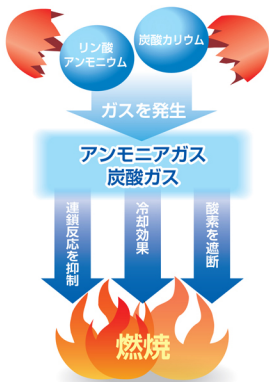 リン酸
アンモニウム
炭酸カリウム
ガスを発生
アンモニアガス
炭酸ガス
連鎖反応を抑制
冷却効果
酸素を遮断
燃焼